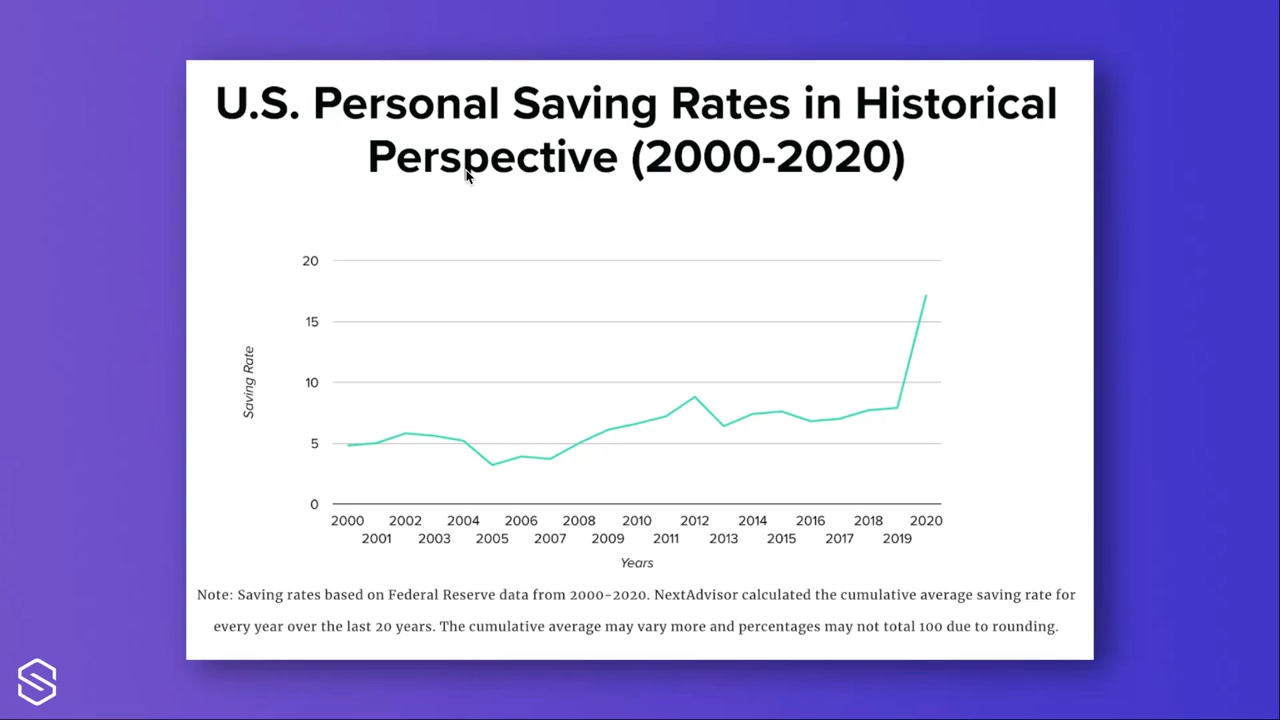 U.S. Personal Saving Rates in Historical
Perspective (2000-2020)
20
15
10
5
0
Saving Rate
2000 2002 2004 2006 2008 2010 2012 2014 2016 2018 2020
2001 2003 2005 2007 2009 2011 2013 2015 2017 2019
Years
Note: Saving rates based on Federal Reserve data from 2000-2020. NextAdvisor calculated the cumulative average saving rate for
every year over the last 20 years. The cumulative average may vary more and percentages may not total 100 due to rounding.